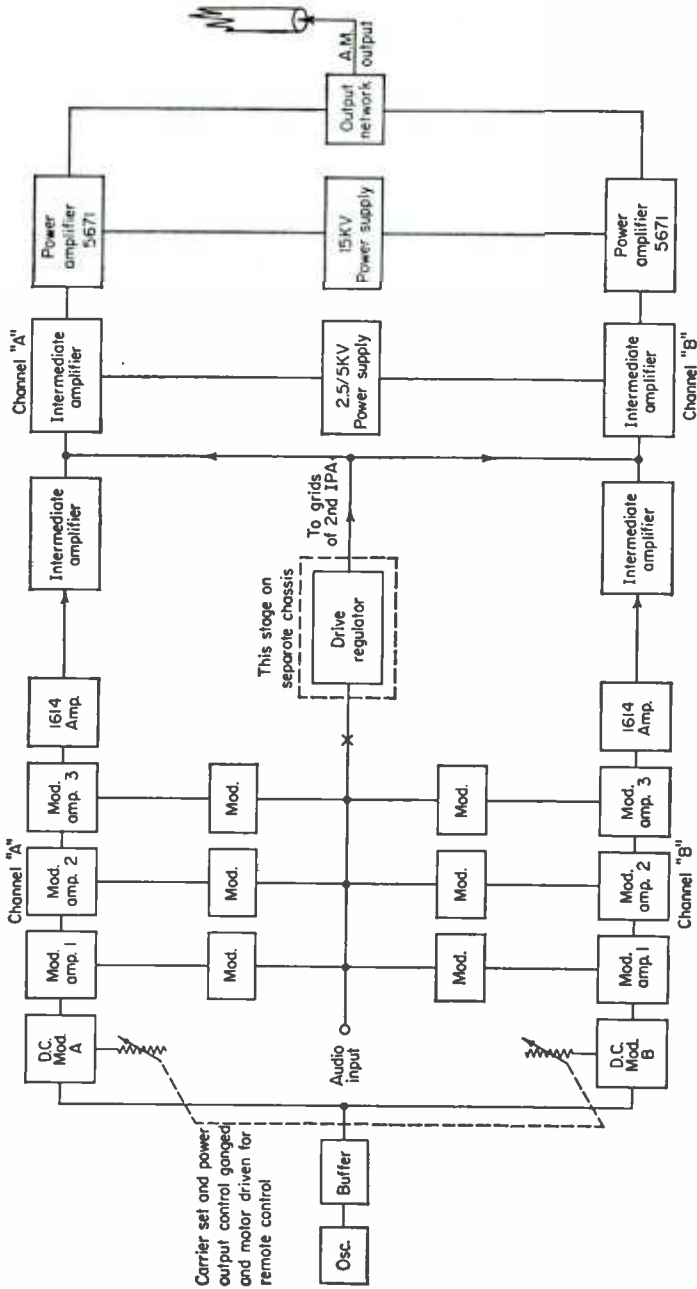 Osc.
Buffer
Carrier set and power
output control ganged
and motor driven for
remote control
D.C.
Mod.
A
Channel "A"
Mod.
amp. 1
Mod.
amp. 2
Mod.
amp. 3
1614
Amp.
Intermediate
amplifier
Channel "A"
Intermediate
amplifier
Power
amplifier
5671
Mod.
Mod.
Mod.
Audio
input
This stage on
separate chassis
Drive
regulator
To grids
of 2nd IPA
2.5/5KV
Power supply
15KV
Power supply
Output
network
A.M.
output
Mod.
Mod.
Mod.
D.C.
Mod.
B
Mod.
amp. 1
Mod.
amp. 2
Mod.
amp. 3
Channel "B"
1614
Amp.
Intermediate
amplifier
Intermediate
amplifier
Channel "B"
Power
amplifier
5671